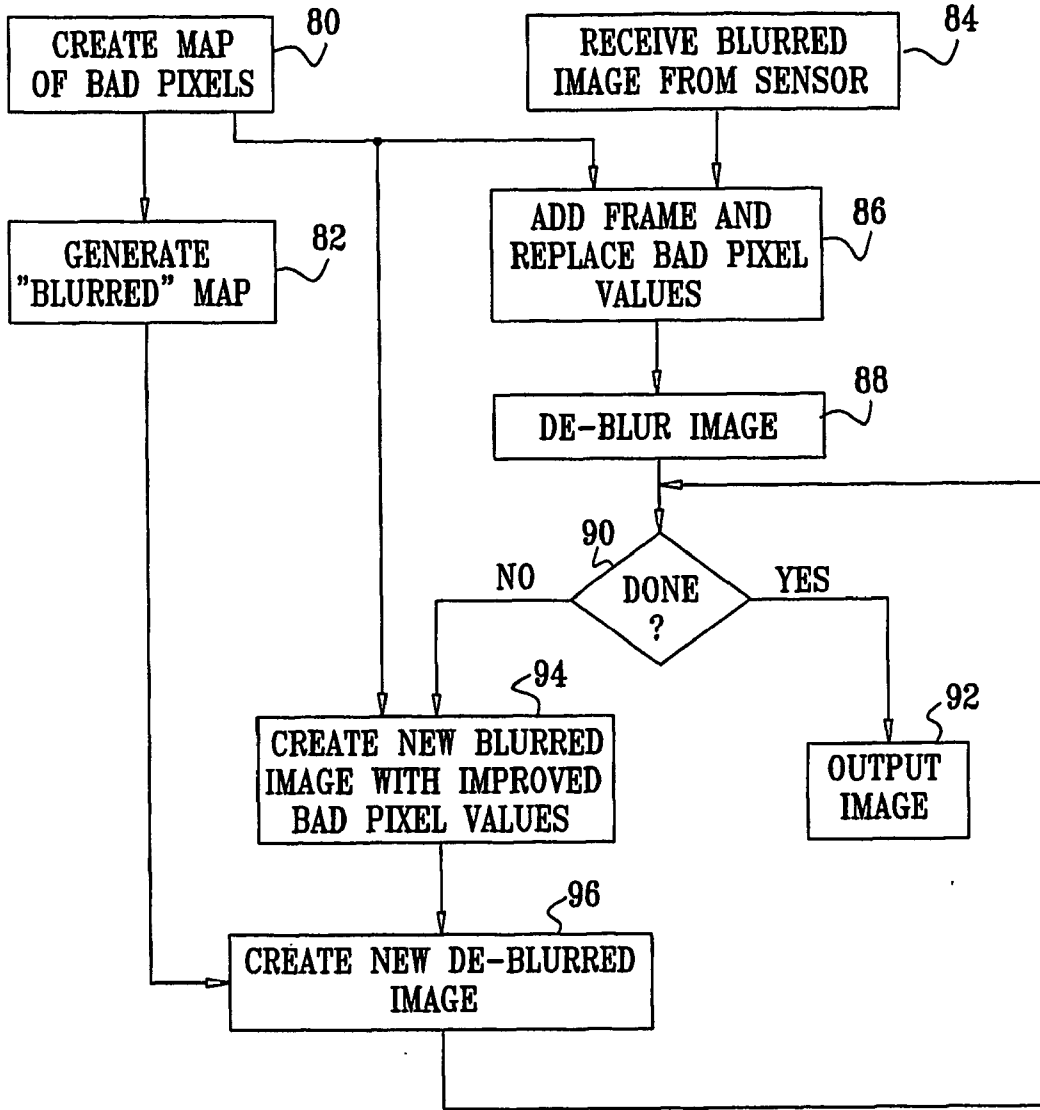 80
CREATE MAP
OF BAD PIXELS
84
RECEIVE BLURRED
IMAGE FROM SENSOR
82
GENERATE
"BLURRED" MAP
86
ADD FRAME AND
REPLACE BAD PIXEL
VALUES
88
DE-BLUR IMAGE
90
NO
DONE
?
YES
94
CREATE NEW BLURRED
IMAGE WITH IMPROVED
BAD PIXEL VALUES
92
OUTPUT
IMAGE
96
CREATE NEW DE-BLURRED
IMAGE